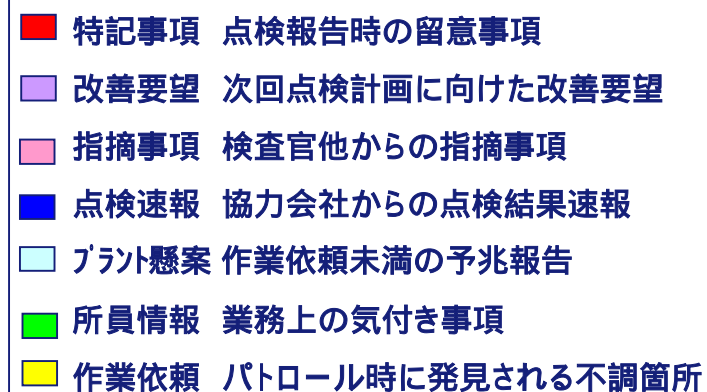 特記事項 点検報告時の留意事項
改善要望 次回点検計画に向けた改善要望
指摘事項 検査官他からの指摘事項
点検速報 協力会社からの点検結果速報
ﾌﾟﾗﾝﾄ懸案 作業依頼未満の予兆報告
所員情報 業務上の気付き事項
作業依頼 パトロール時に発見される不調箇所